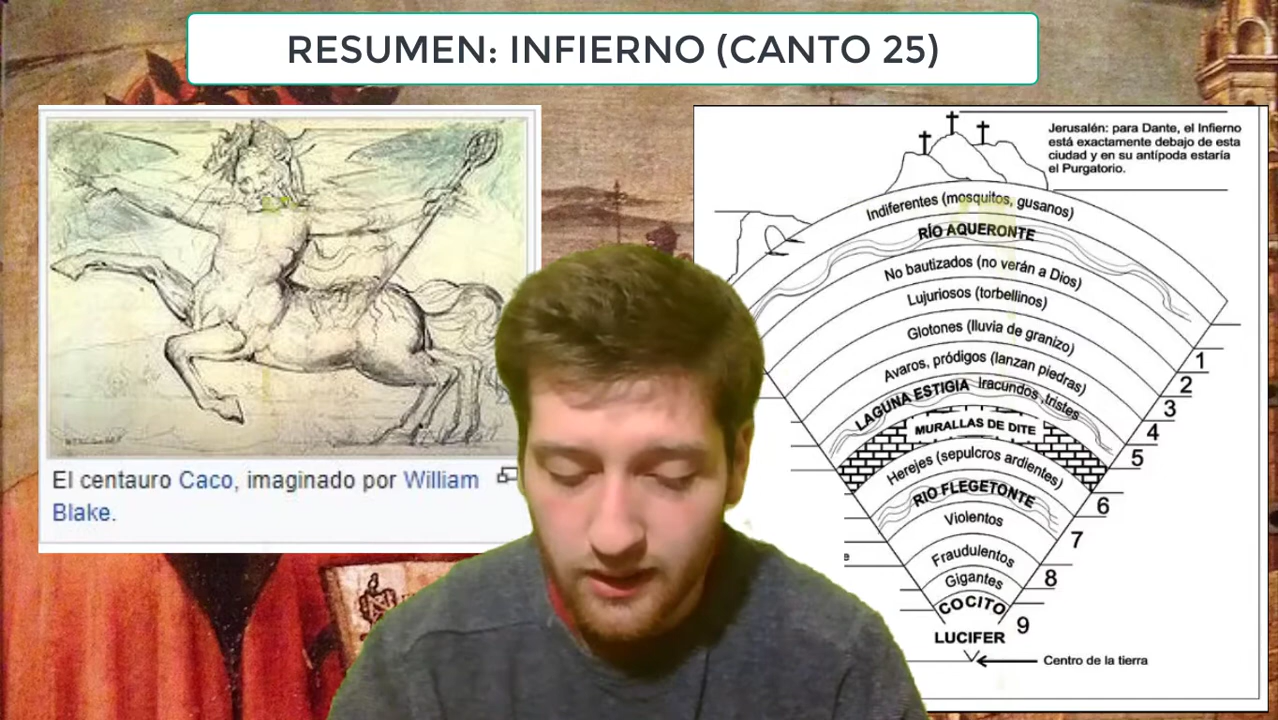 RESUMEN: INFIERNO (CANTO 25)
El centauro Caco, imaginado por William
Blake.
Jerusalén: para Dante, el Infierno
está exactamente debajo de esta
ciudad y en su antípoda estaría
el Purgatorio.
Indiferentes (mosquitos, gusanos)
RÍO AQUERONTE
No bautizados (no verán a Dios)
Lujuriosos (torbellinos)
Glotones (lluvia de granizo)
Avaros, pródigos (lanzan piedras)
LAGUNA ESTIGIA Iracundos ,tristes
MURALLAS DE DITE
Herejes (sepulcros ardientes)
RIO FLEGETONTE
Violentos
Fraudulentos
Gigantes
COCITO
LUCIFER
1
2
3
4
5
6
7
8
9
Centro de la tierra